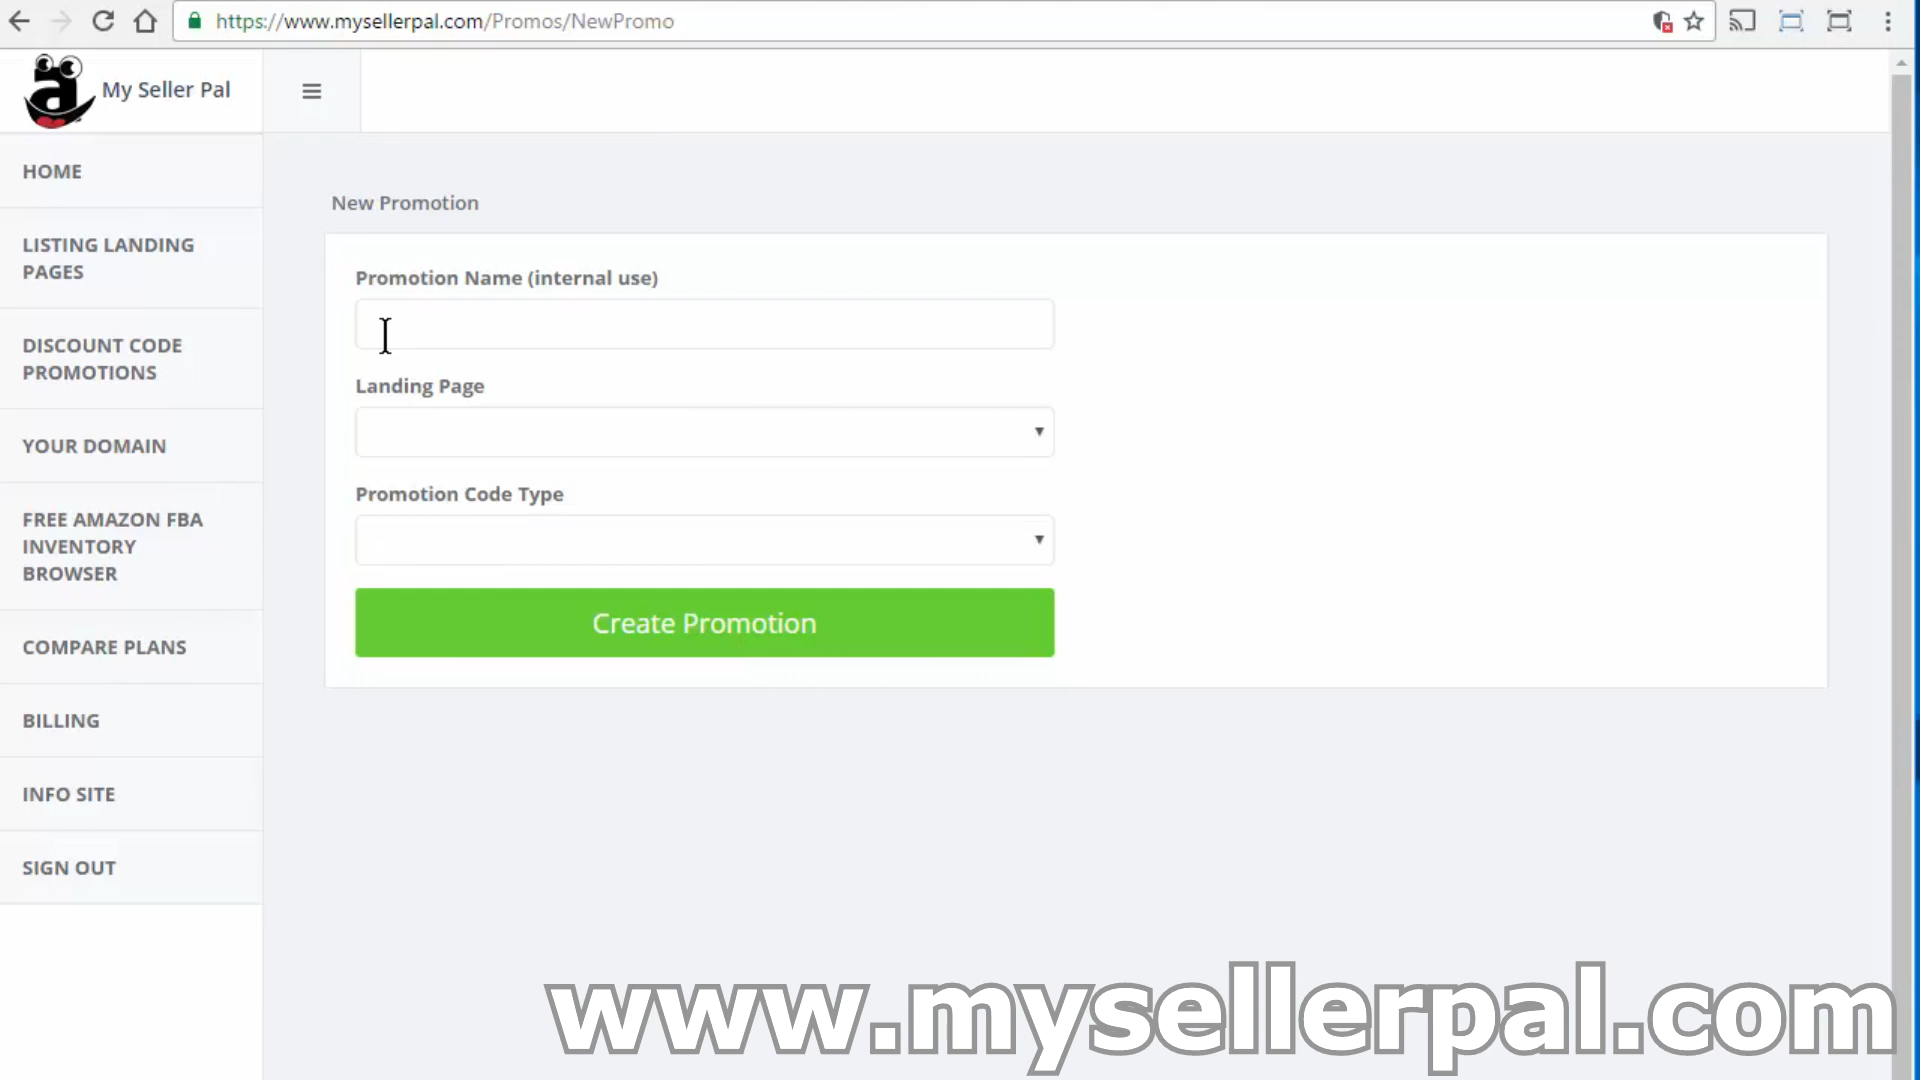 https://www.mysellerpal.com/Promos/NewPromo
My Seller Pal
HOME
LISTING LANDING
PAGES
DISCOUNT CODE
PROMOTIONS
YOUR DOMAIN
FREE AMAZON FBA
INVENTORY
BROWSER
COMPARE PLANS
BILLING
INFO SITE
SIGN OUT
New Promotion
Promotion Name (internal use)
Landing Page
Promotion Code Type
Create Promotion
www.mysellerpal.com